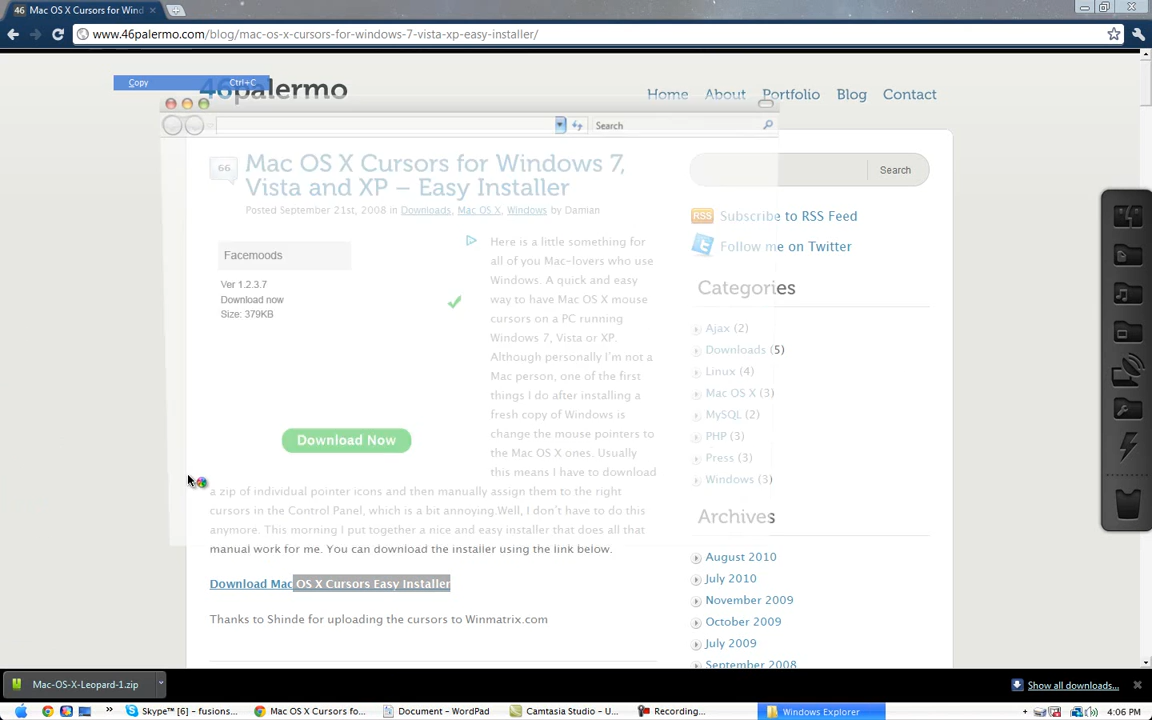 46 Mac OS X Cursors for Wind
www.46palermo.com/blog/mac-os-x-cursors-for-windows-7-vista-xp-easy-installer/
Copy Ctrl+C
46palermo
Home About Portfolio Blog Contact
Search
66
Mac OS X Cursors for Windows 7,
Vista and XP – Easy Installer
Posted September 21st, 2008 in Downloads, Mac OS X, Windows by Damian
Facemoods
Ver 1.2.3.7
Download now
Size: 379KB
Download Now
Here is a little something for
all of you Mac-lovers who use
Windows. A quick and easy
way to have Mac OS X mouse
cursors on a PC running
Windows 7, Vista or XP.
Although personally I'm not a
Mac person, one of the first
things I do after installing a
fresh copy of Windows is
change the mouse pointers to
the Mac OS X ones. Usually
this means I have to download
a zip of individual pointer icons and then manually assign them to the right
cursors in the Control Panel, which is a bit annoying.Well, I don't have to do this
anymore. This morning I put together a nice and easy installer that does all that
manual work for me. You can download the installer using the link below.
Download Mac OS X Cursors Easy Installer
Thanks to Shinde for uploading the cursors to Winmatrix.com
Search
RSS Subscribe to RSS Feed
Follow me on Twitter
Categories
Ajax (2)
Downloads (5)
Linux (4)
Mac OS X (3)
MySQL (2)
PHP (3)
Press (3)
Windows (3)
Archives
August 2010
July 2010
November 2009
October 2009
July 2009
September 2008
Mac-OS-X-Leopard-1.zip
Show all downloads...
Skype™ [6] - fusions... Mac OS X Cursors fo... Document - WordPad Camtasia Studio - U... Recording... Windows Explorer 4:06 PM